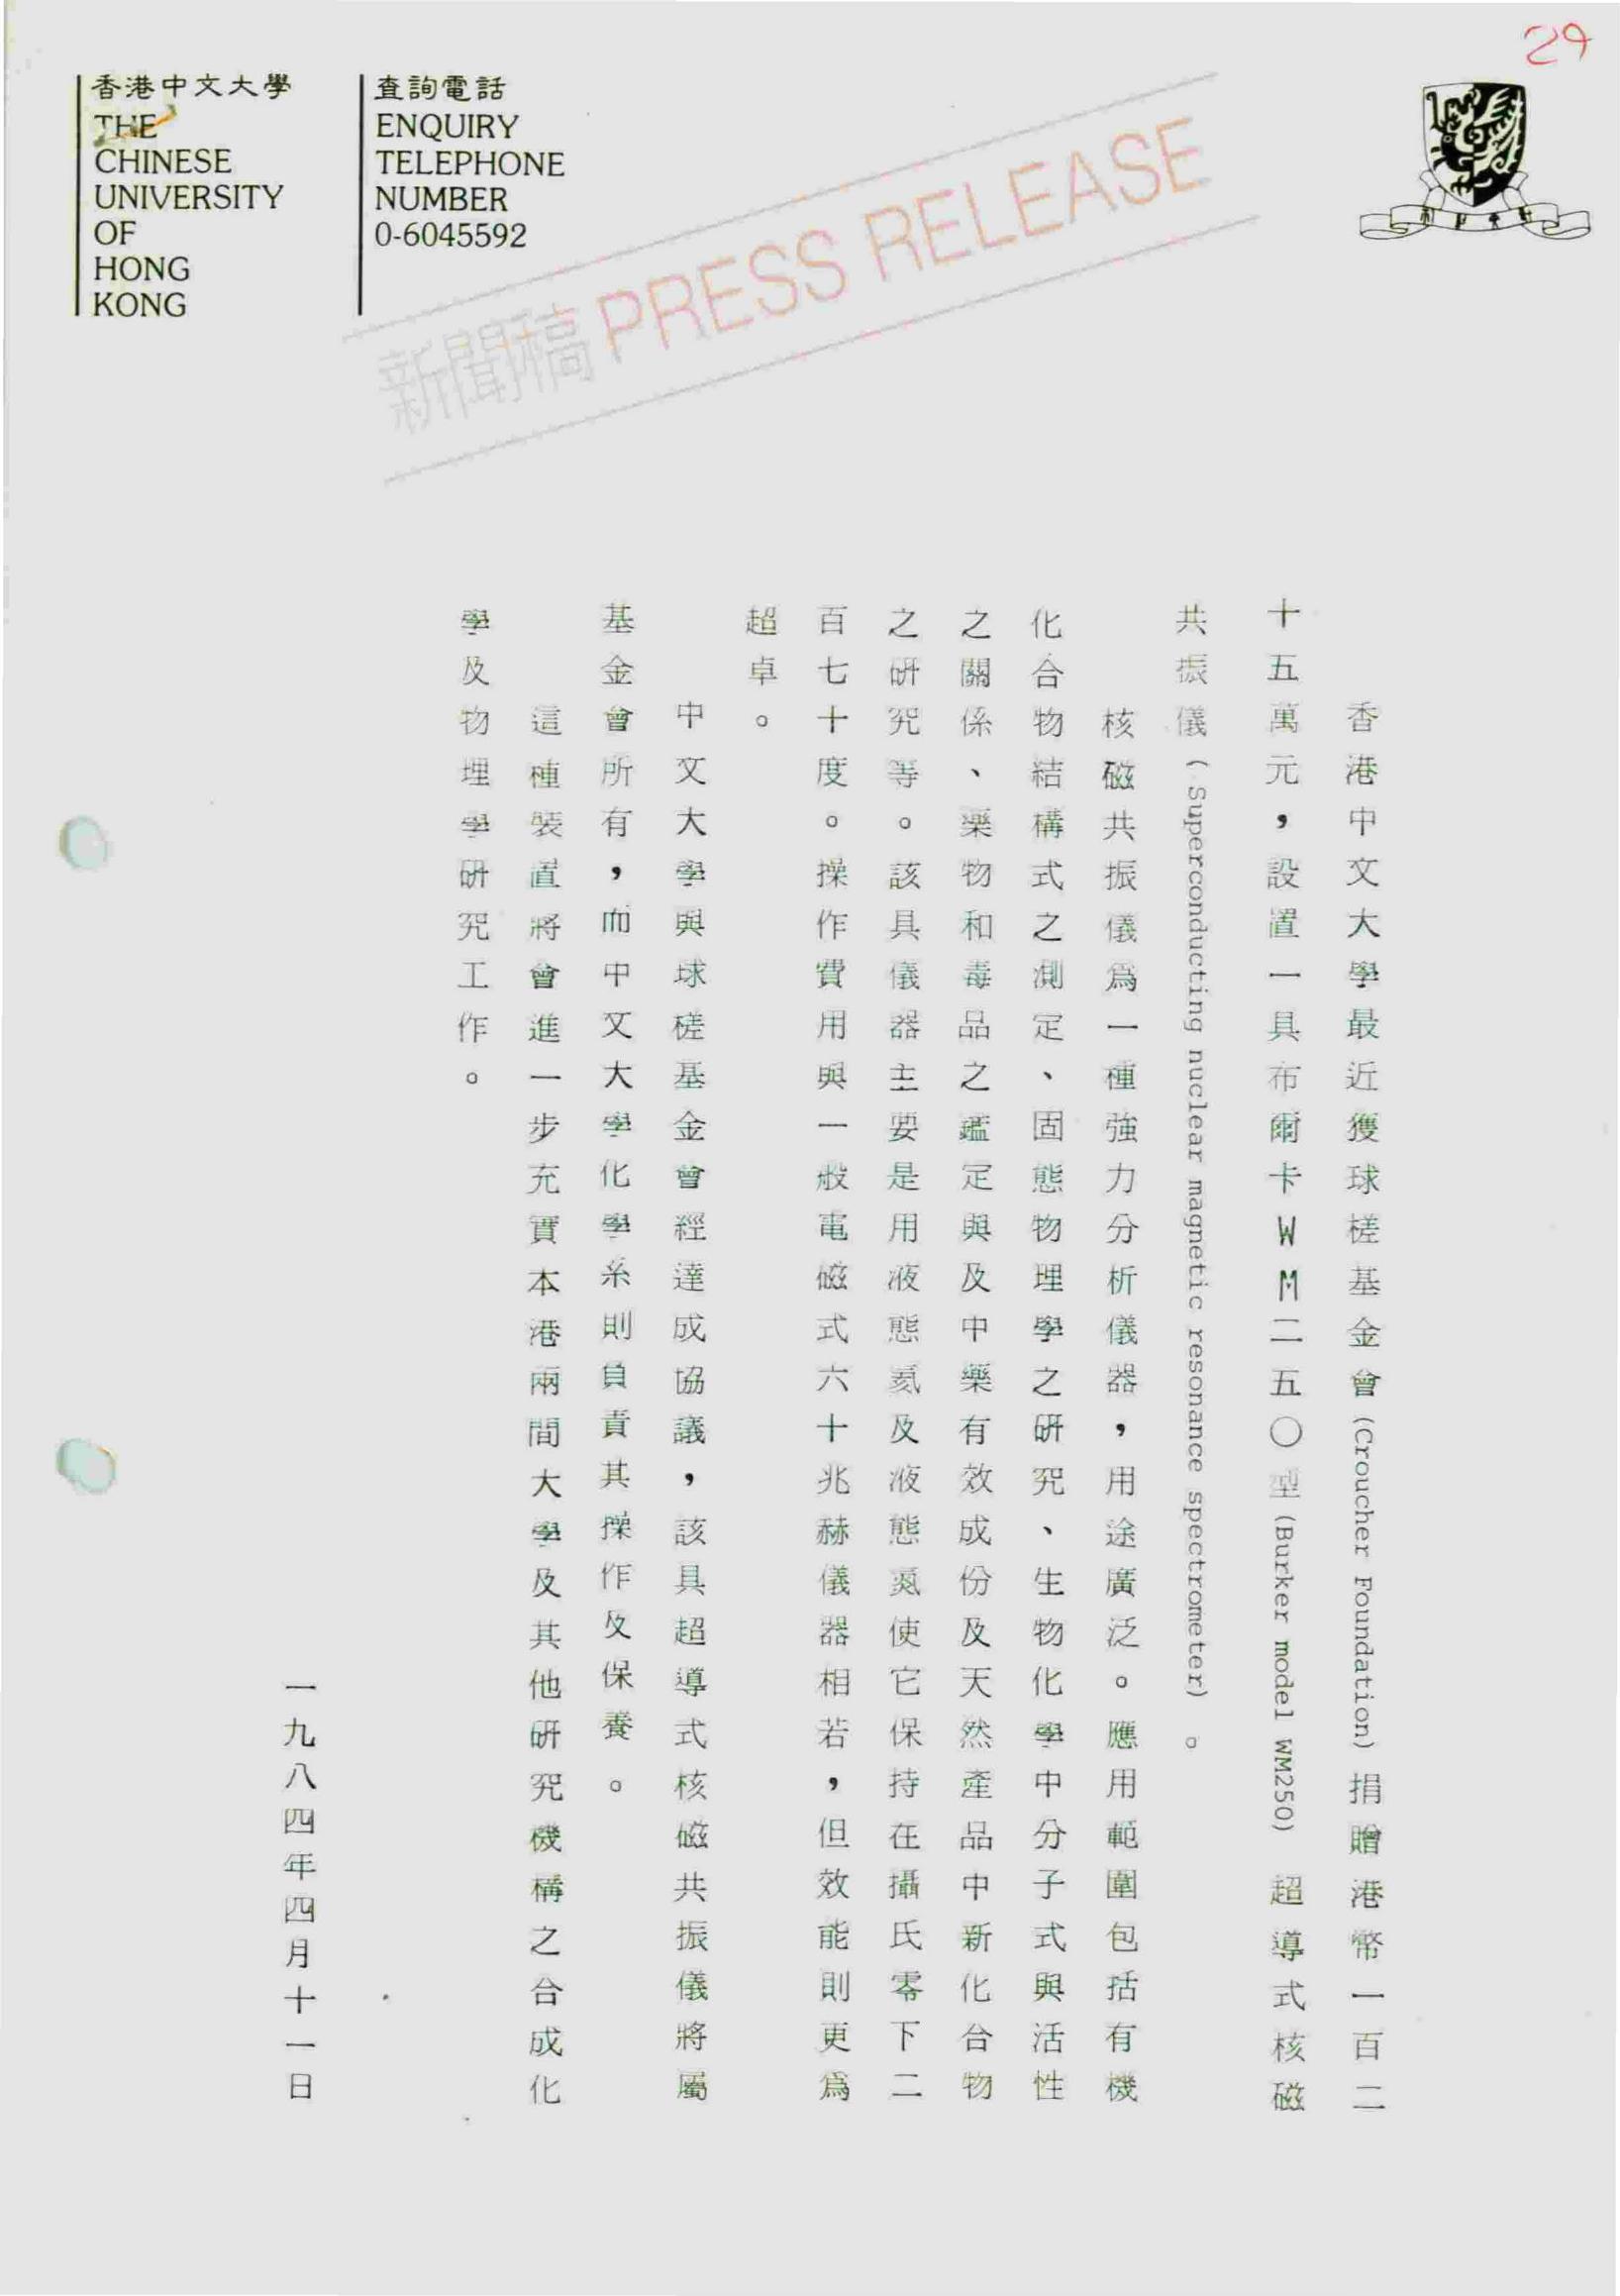 29
香港中文大學
THE
CHINESE
UNIVERSITY
OF
HONG
KONG
查詢電話
ENQUIRY
TELEPHONE
NUMBER
0-6045592
新聞稿 PRESS RELEASE
香港中文大學最近獲球槎基金會(Croucher Foundation)捐贈港幣一百二
十五萬元，設置一具布爾卡WM二五〇型(Burker model WM250) 超導式核磁
共振儀(Superconducting nuclear magnetic resonance spectrometer)。
核磁共振儀為一種強力分析儀器，用途廣泛。應用範圍包括有機
化合物結構式之測定、固態物理學之研究、生物化學中分子式與活性
之關係、藥物和毒品之鑑定與及中藥有效成份及天然產品中新化合物
之研究等。該具儀器主要是用液態氦及液態氮使它保持在攝氏零下二
百七十度。操作費用與一般電磁式六十兆赫儀器相若，但效能則更為
超卓。
中文大學與球槎基金會經達成協議，該具超導式核磁共振儀將屬
基金會所有，而中文大學化學系則負責其操作及保養。
這種裝置將會進一步充實本港兩間大學及其他研究機構之合成化
學及物理學研究工作。
一九八四年四月十一日